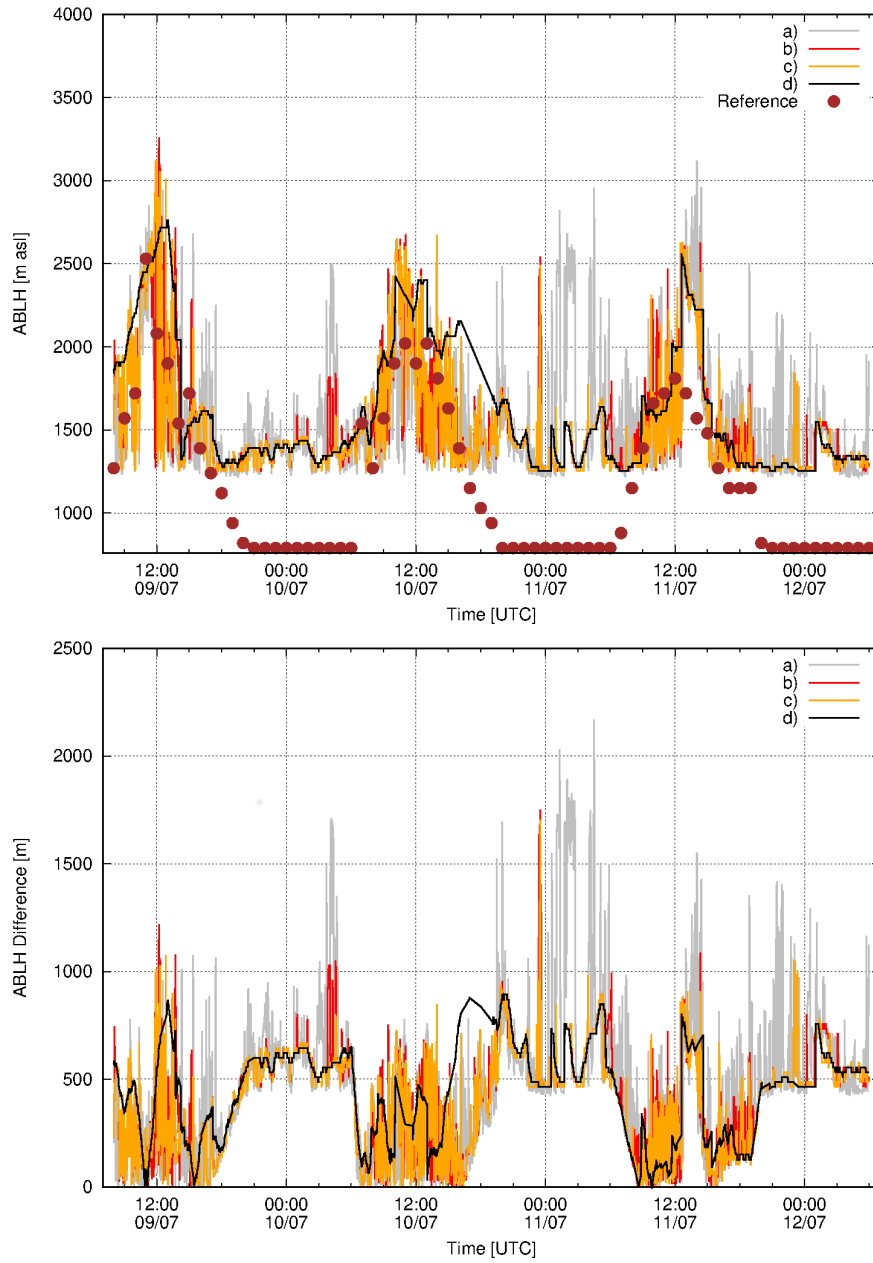 4000
3500
3000
2500
2000
1500
1000
ABLH [m asl]
a)
b)
c)
d)
Reference
12:00 00:00 12:00 00:00 12:00 00:00
09/07 10/07 10/07 11/07 11/07 12/07
Time [UTC]
2500
2000
1500
1000
500
0
ABLH Difference [m]
a)
b)
c)
d)
12:00 00:00 12:00 00:00 12:00 00:00
09/07 10/07 10/07 11/07 11/07 12/07
Time [UTC]